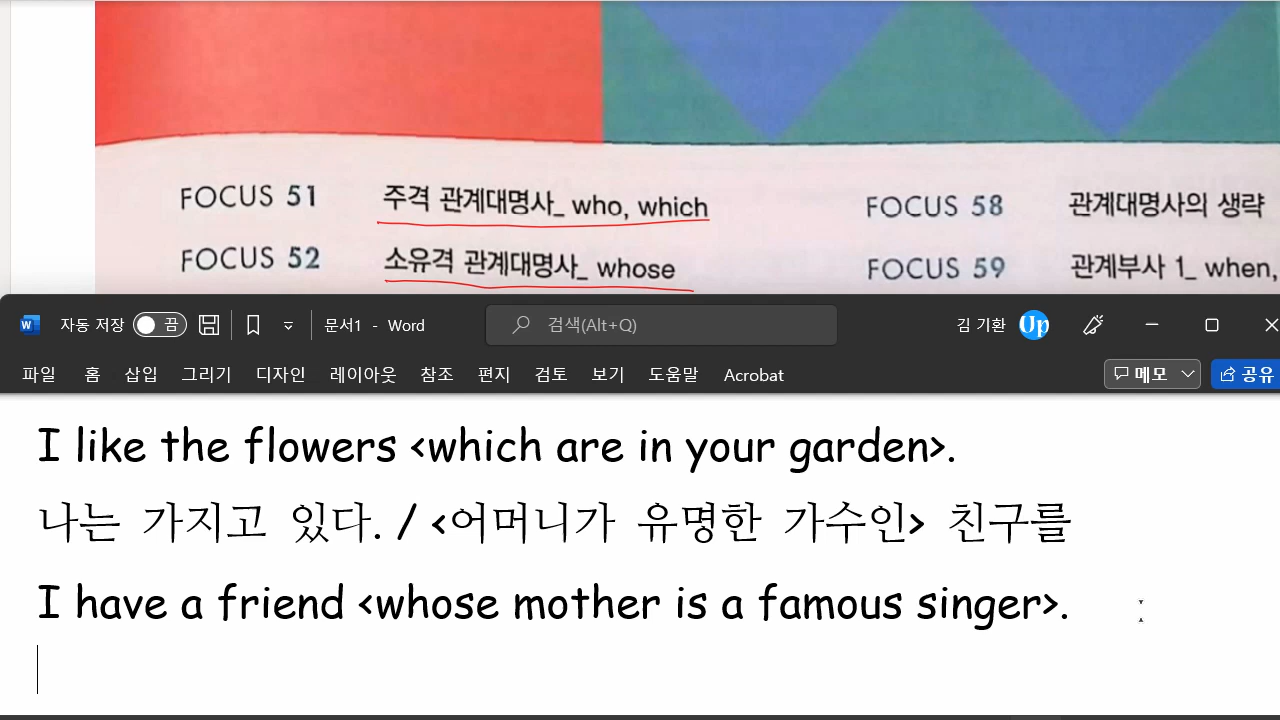 FOCUS 51 주격 관계대명사_ who, which
FOCUS 58 관계대명사의 생략
FOCUS 52 소유격 관계대명사_ whose
FOCUS 59 관계부사 1_ when,
자동 저장 끔 문서1 - Word 검색(Alt+Q) 김 기환 Up
파일 홈 삽입 그리기 디자인 레이아웃 참조 편지 검토 보기 도움말 Acrobat 메모 공유
I like the flowers <which are in your garden>.
나는 가지고 있다. / <어머니가 유명한 가수인> 친구를
I have a friend <whose mother is a famous singer>.